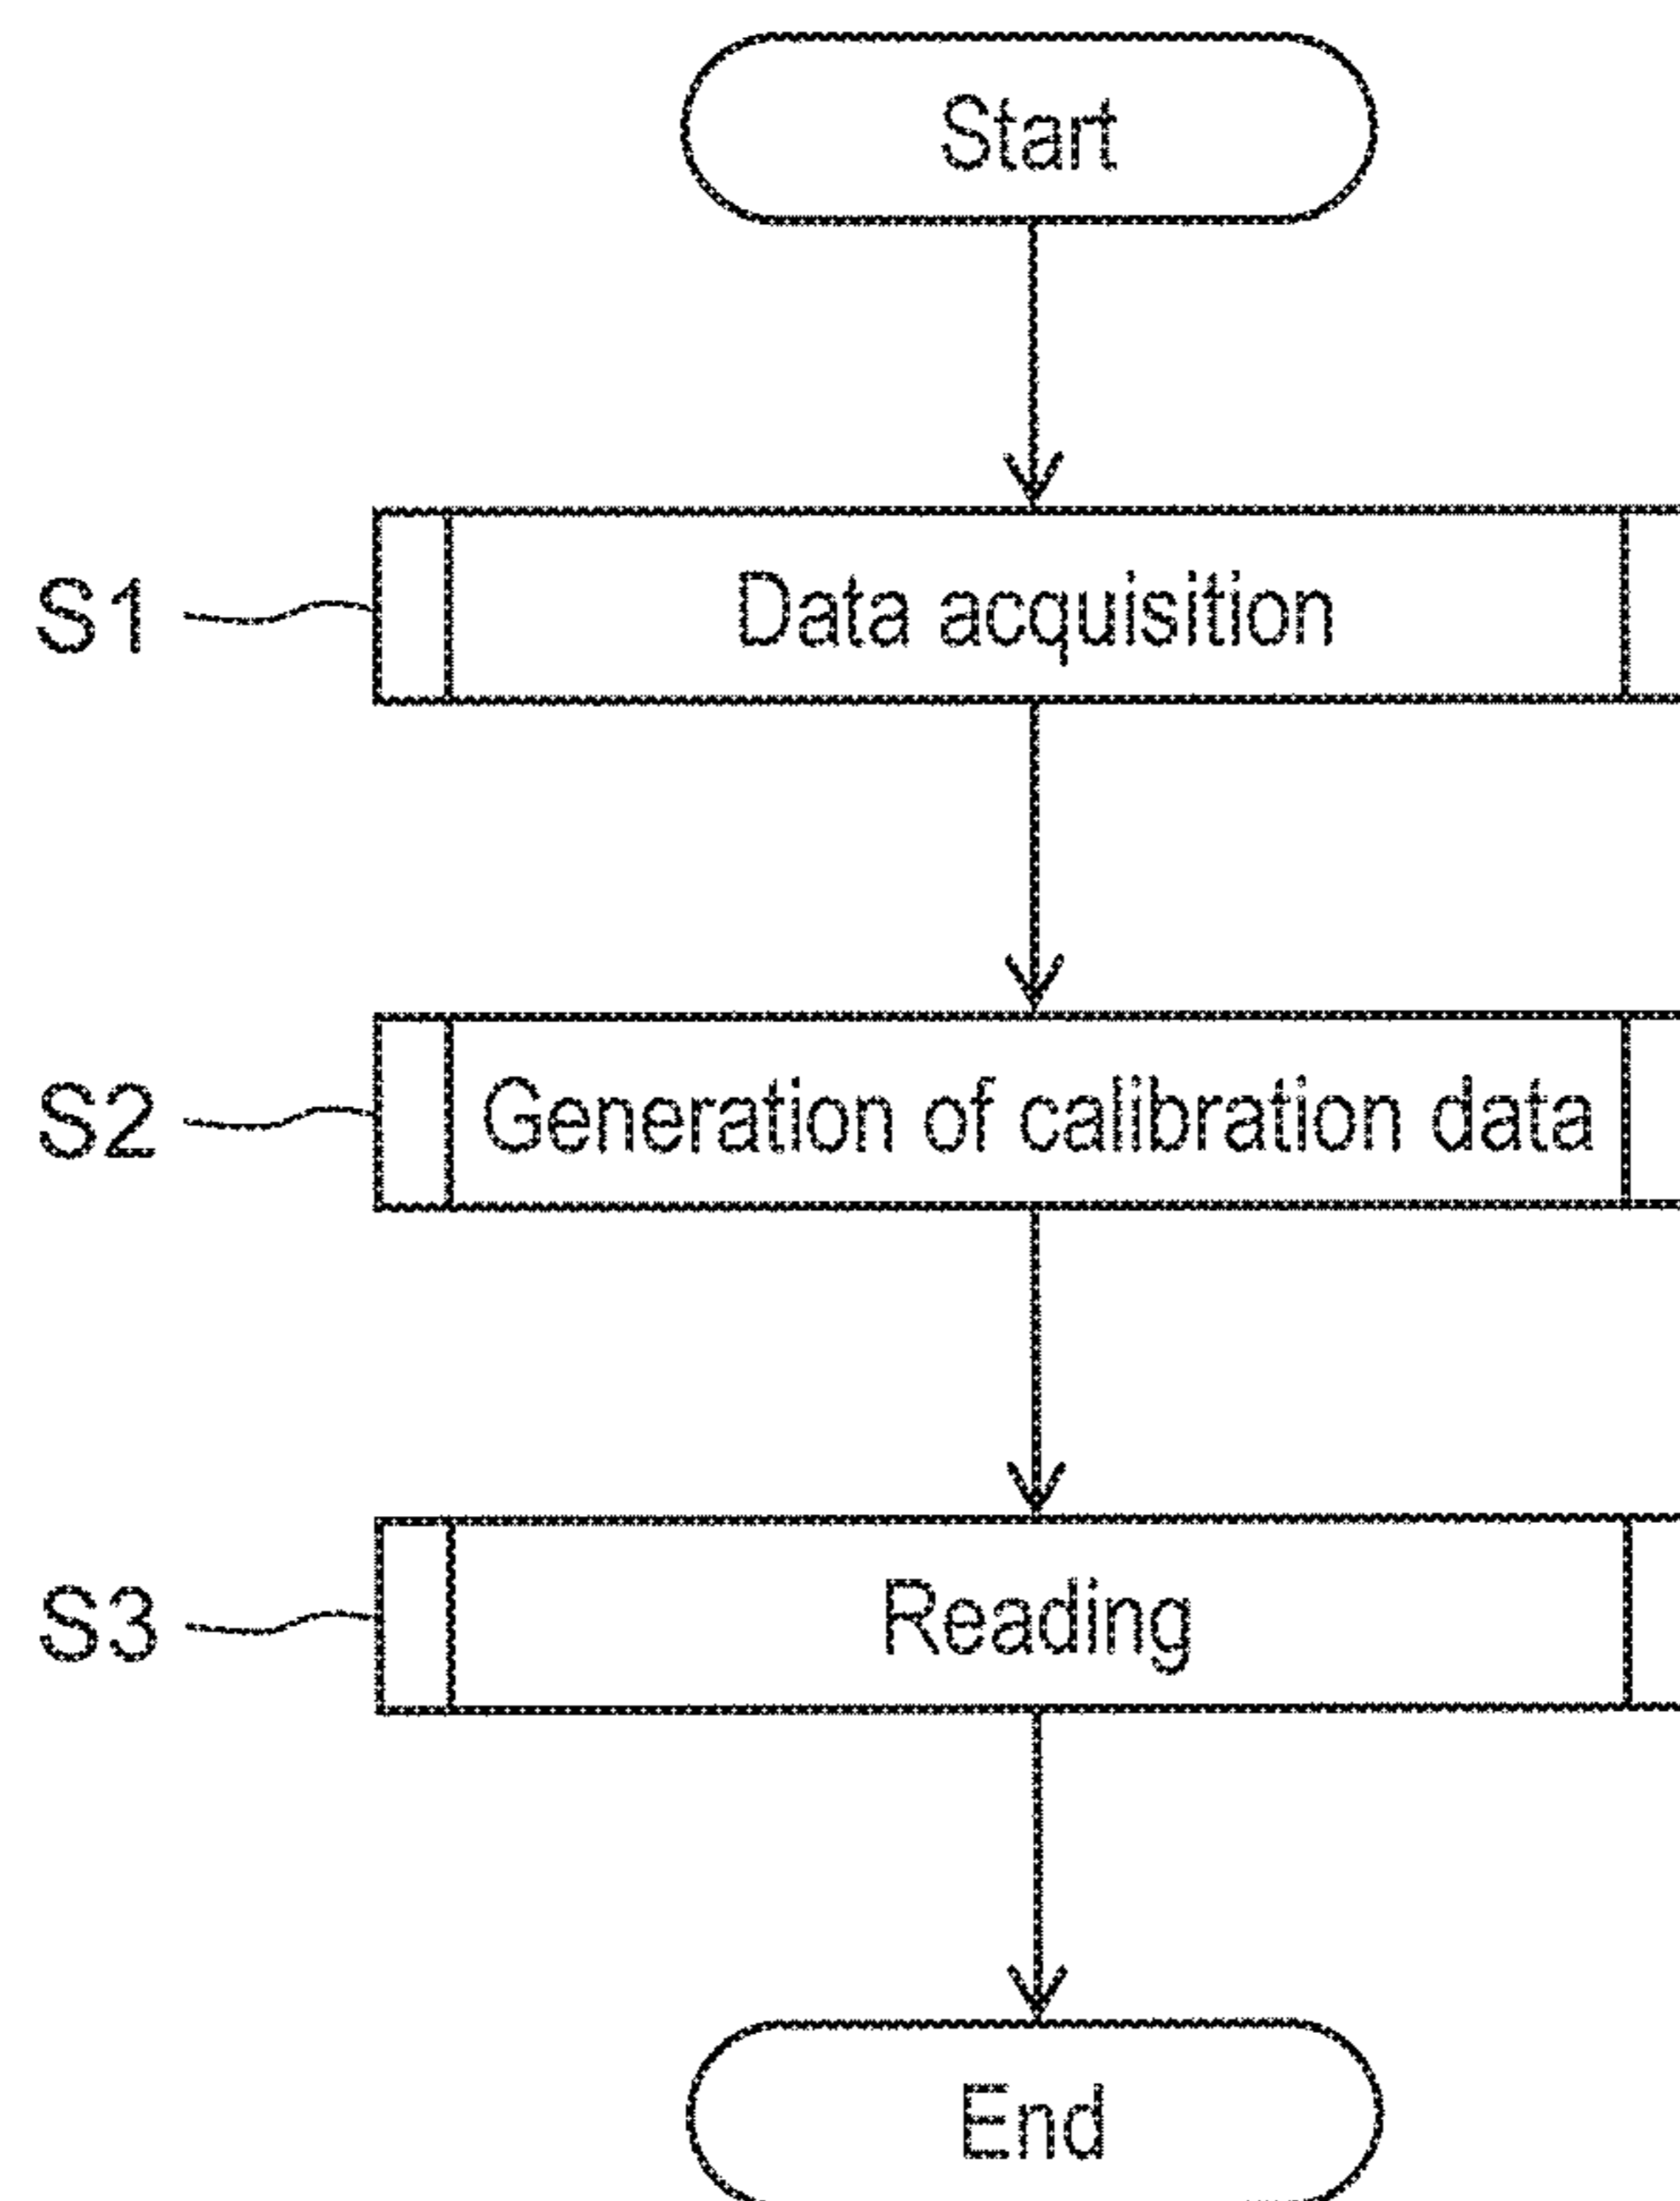 Start
S1 Data acquisition
S2 Generation of calibration data
S3 Reading
End